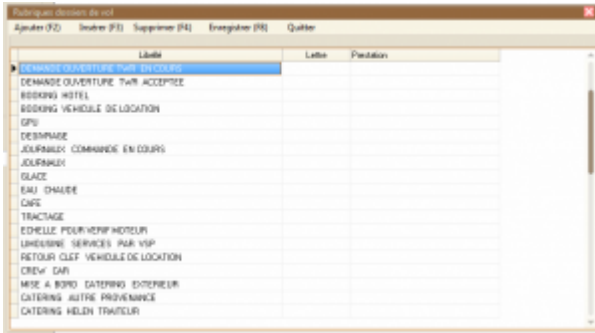 Rubriques dossier de vol
Ajouter (F2) Insérer (F3) Supprimer (F4) Enregistrer (F8) Quitter
Libellé Lettre Prestation
DEMANDE OUVERTURE TWR EN COURS
DEMANDE OUVERTURE TWR ACCEPTEE
BOOKING HOTEL
BOOKING VEHICULE DE LOCATION
GPU
DEGIVRAGE
JOURNAUX COMMANDE EN COURS
JOURNAUX
GLACE
EAU CHAUDE
CAFE
TRACTAGE
ECHELLE POUR VERIF MOTEUR
LIMOUSINE SERVICES PAR VSP
RETOUR CLEF VEHICULE DE LOCATION
CREW CAR
MISE A BORD CATERING EXTERIEUR
CATERING AUTRE PROVENANCE
CATERING HELEN TRAITEUR